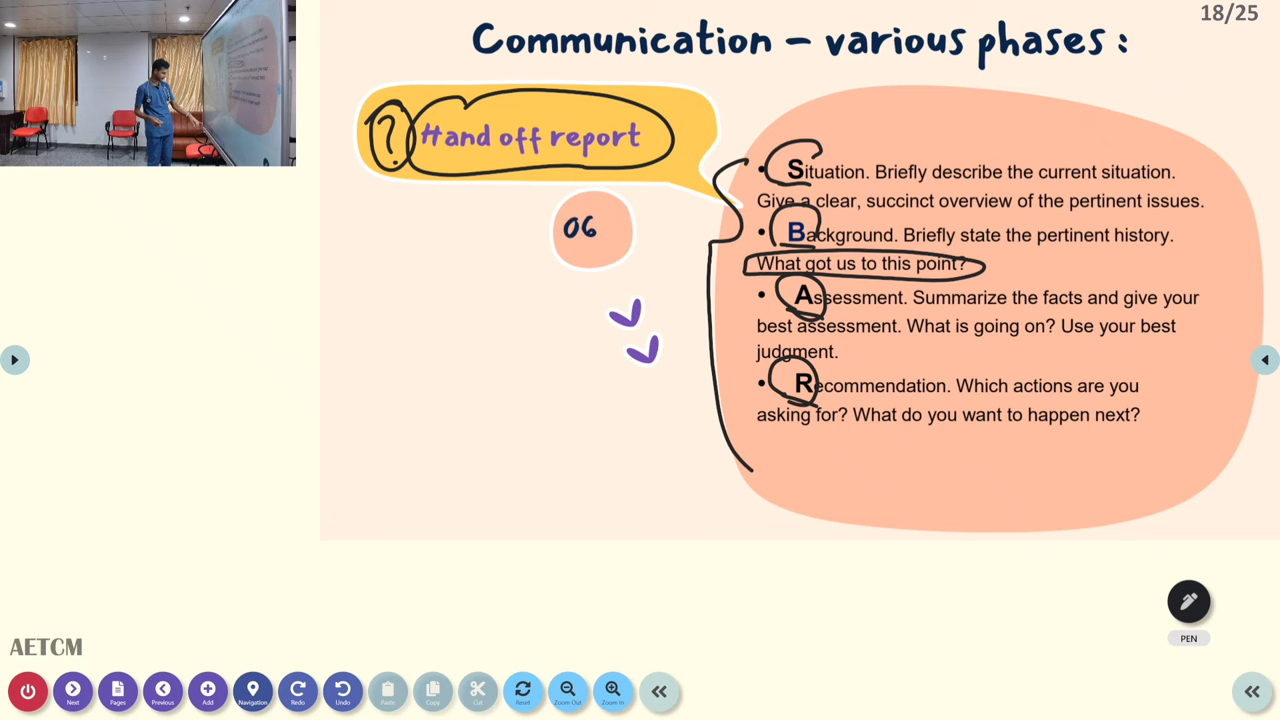 18/25
Communication – various phases :
? Hand off report
06
• Situation. Briefly describe the current situation.
Give a clear, succinct overview of the pertinent issues.
• Background. Briefly state the pertinent history.
What got us to this point?
• Assessment. Summarize the facts and give your
best assessment. What is going on? Use your best
judgment.
• Recommendation. Which actions are you
asking for? What do you want to happen next?
PEN
AETCM
Next
Pages
Previous
Add
Navigation
Redo
Undo
Paste
Copy
Cut
Reset
Zoom Out
Zoom In